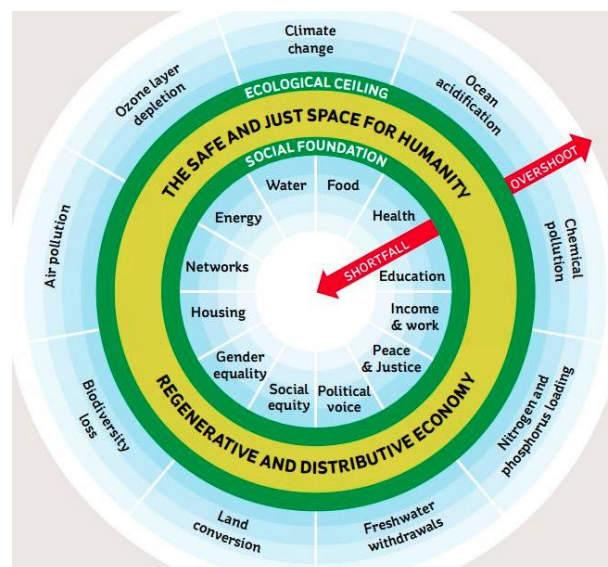 Climate
change
Ozone layer
depletion
Ocean
acidification
ECOLOGICAL CEILING
THE SAFE AND JUST SPACE FOR HUMANITY
SOCIAL FOUNDATION
OVERSHOOT
Water
Food
Energy
Health
SHORTFALL
Air pollution
Chemical
pollution
Networks
Education
Housing
Income
& work
Gender
equality
Peace
& Justice
Social
equity
Political
voice
REGENERATIVE AND DISTRIBUTIVE ECONOMY
Biodiversity
loss
Nitrogen and
phosphorus loading
Land
conversion
Freshwater
withdrawals